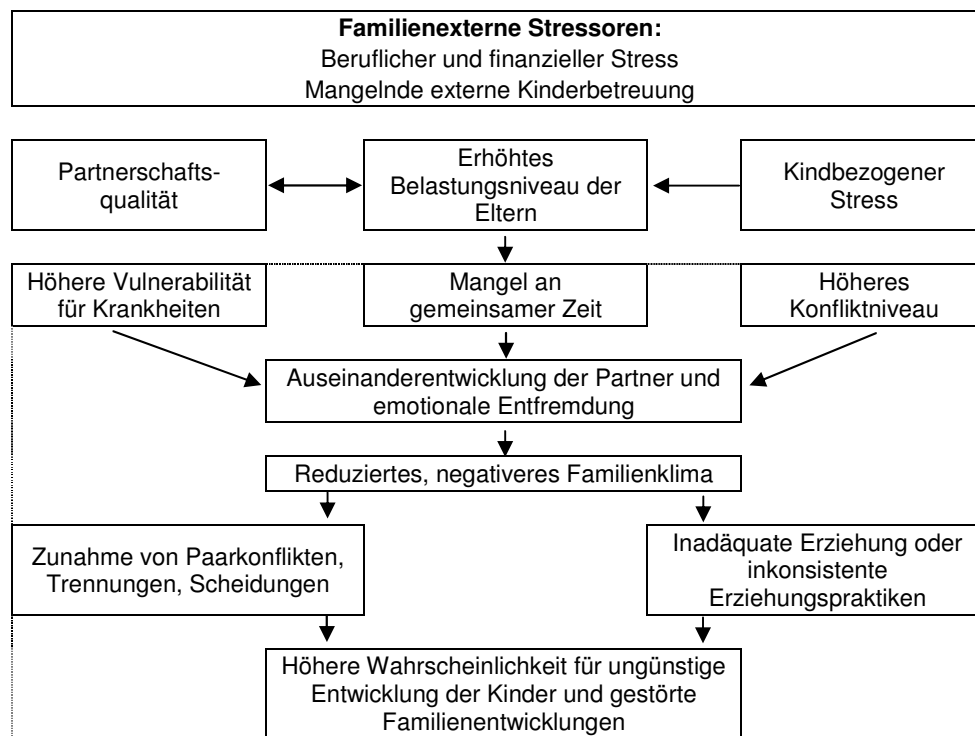 Familienexterne Stressoren:
Beruflicher und finanzieller Stress
Mangelnde externe Kinderbetreuung
Partnerschafts-
qualität
Erhöhtes
Belastungsniveau der
Eltern
Kindbezogener
Stress
Höhere Vulnerabilität
für Krankheiten
Mangel an
gemeinsamer Zeit
Höheres
Konfliktniveau
Auseinanderentwicklung der Partner und
emotionale Entfremdung
Reduziertes, negativeres Familienklima
Zunahme von Paarkonflikten,
Trennungen, Scheidungen
Inadäquate Erziehung oder
inkonsistente
Erziehungspraktiken
Höhere Wahrscheinlichkeit für ungünstige
Entwicklung der Kinder und gestörte
Familienentwicklungen